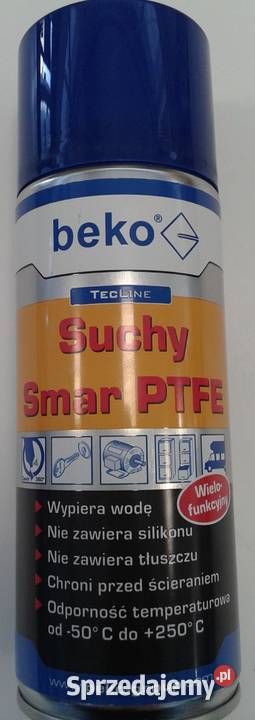 beko®
TECLINE
Suchy
Smar PTFE
360°
Wielo-
funkcyjny
Wypiera wodę
Nie zawiera silikonu
Nie zawiera tłuszczu
Chroni przed ścieraniem
Odporność temperaturowa
od -50°C do +250°C
Sprzedajemy.pl